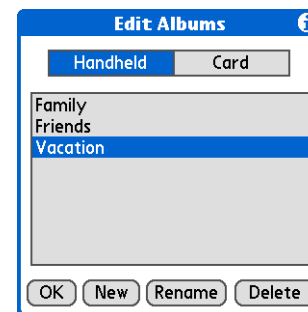 Edit Albums
Handheld Card
Family
Friends
Vacation
OK New Rename Delete